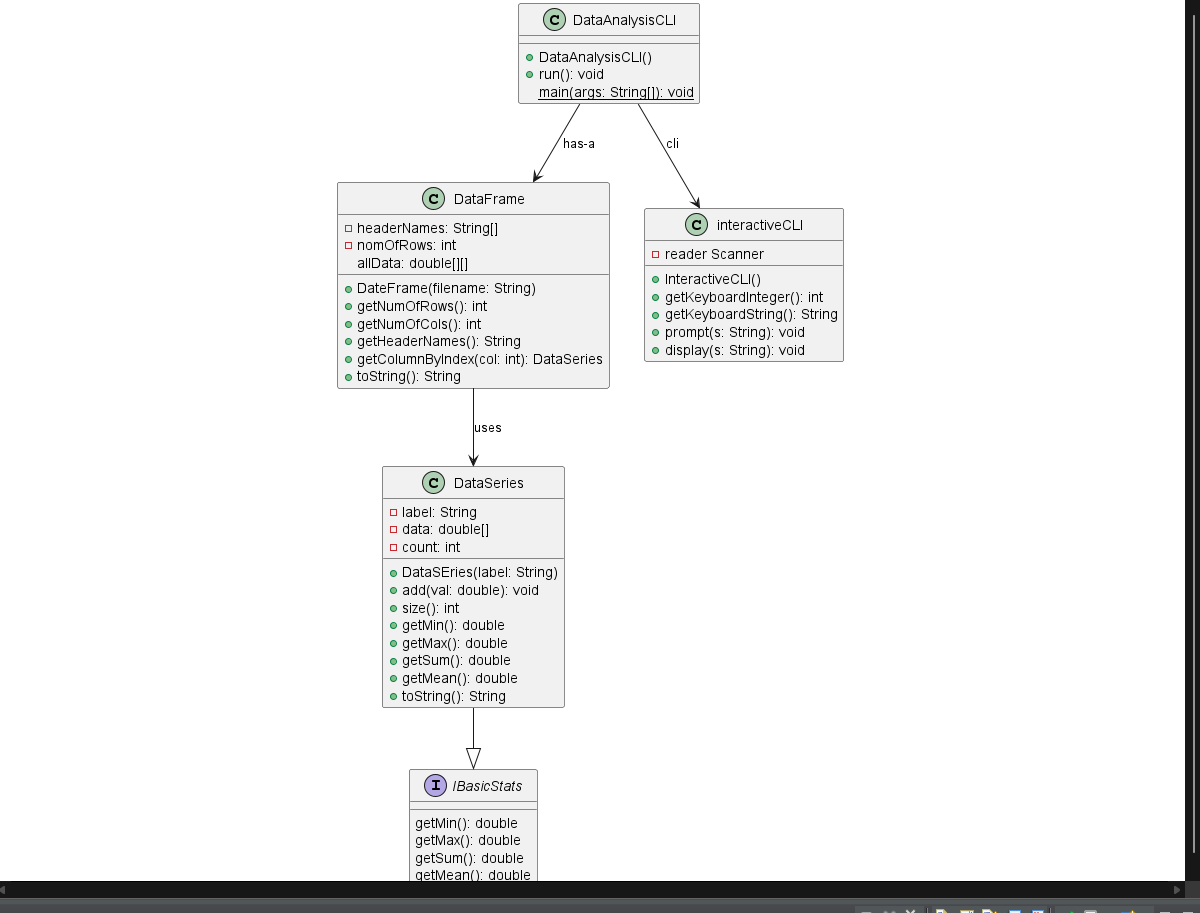 C DataAnalysisCLI
DataAnalysisCLI()
run(): void
main(args: String[]): void
has-a
cli
C DataFrame
headerNames: String[]
nomOfRows: int
allData: double[][]
DateFrame(filename: String)
getNumOfRows(): int
getNumOfCols(): int
getHeaderNames(): String
getColumnByIndex(col: int): DataSeries
toString(): String
C interactiveCLI
reader Scanner
InteractiveCLI()
getKeyboardInteger(): int
getKeyboardString(): String
prompt(s: String): void
display(s: String): void
uses
C DataSeries
label: String
data: double[]
count: int
DataSEries(label: String)
add(val: double): void
size(): int
getMin(): double
getMax(): double
getSum(): double
getMean(): double
toString(): String
I IBasicStats
getMin(): double
getMax(): double
getSum(): double
getMean(): double